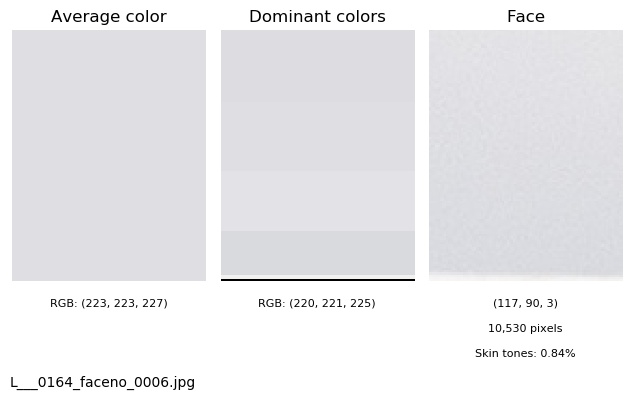 Average color
Dominant colors
Face
RGB: (223, 223, 227)
RGB: (220, 221, 225)
(117, 90, 3)
10,530 pixels
Skin tones: 0.84%
L___0164_faceno_0006.jpg